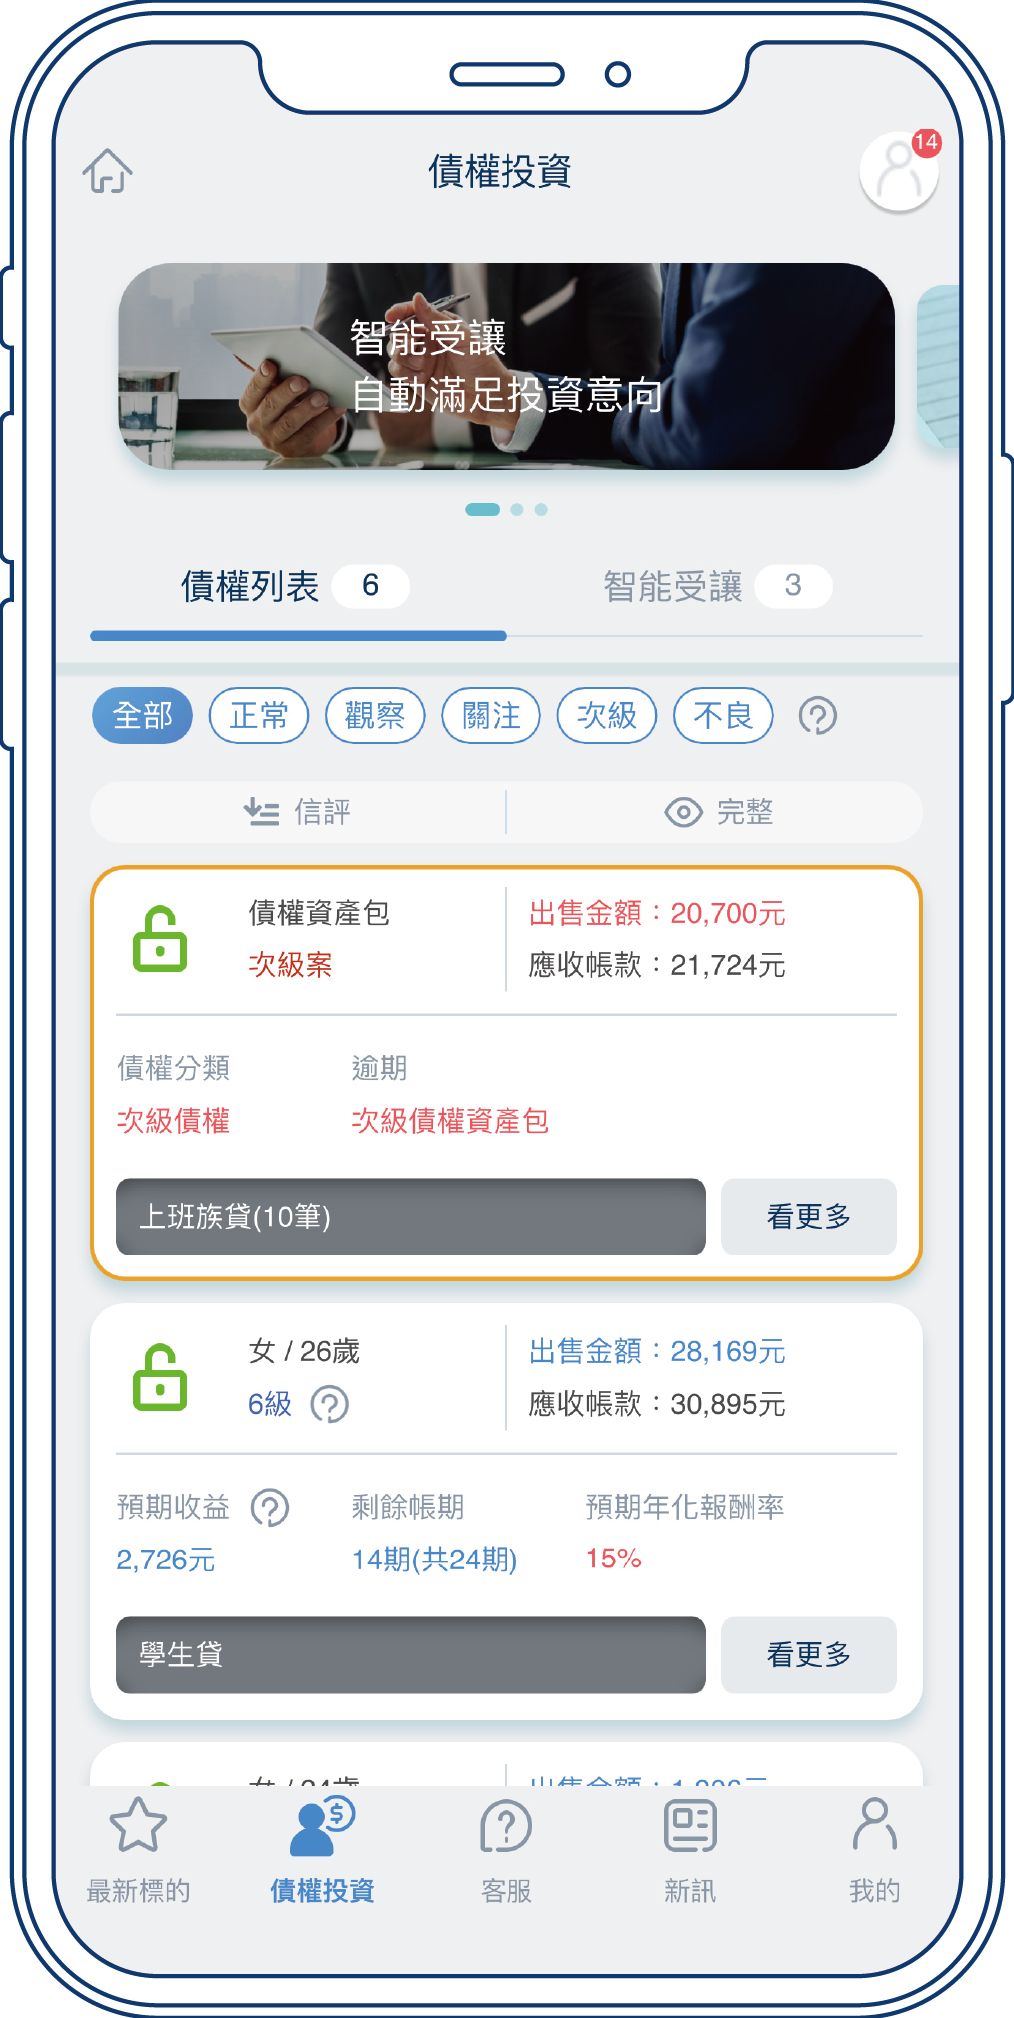 債權投資
14
智能受讓
自動滿足投資意向
債權列表 6
智能受讓 3
全部 正常 觀察 關注 次級 不良
信評
完整
債權資產包
次級案
出售金額：20,700元
應收帳款：21,724元
債權分類
次級債權
逾期
次級債權資產包
上班族貸(10筆)
看更多
女 / 26歲
6級
出售金額：28,169元
應收帳款：30,895元
預期收益
2,726元
剩餘帳期
14期(共24期)
預期年化報酬率
15%
學生貸
看更多
最新標的
債權投資
客服
新訊
我的